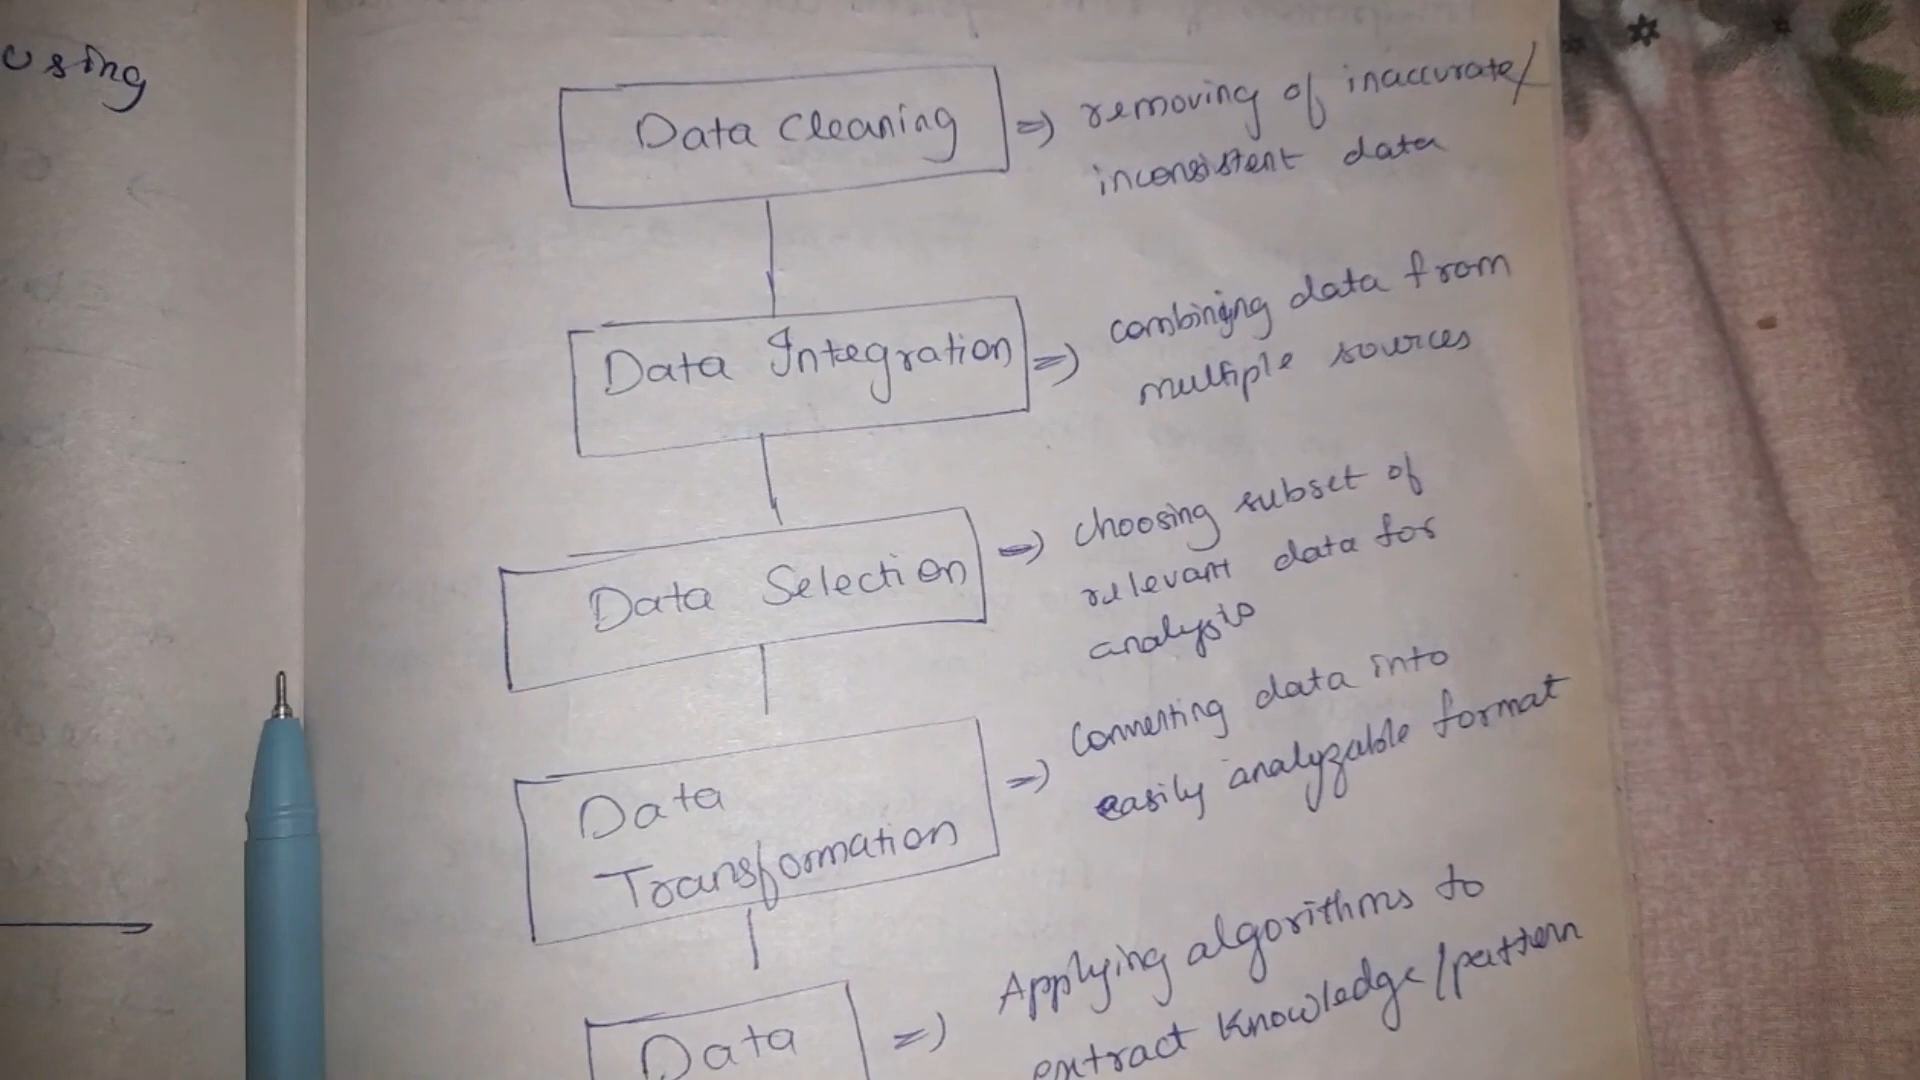 using
Data Cleaning => removing of inaccurate/
inconsistent data
Data Integration => combining data from
multiple sources
Data Selection => choosing subset of
relevant data for
analysis
Data
Transformation => Converting data into
easily analyzable format
Data => Applying algorithms to
extract knowledge/pattern